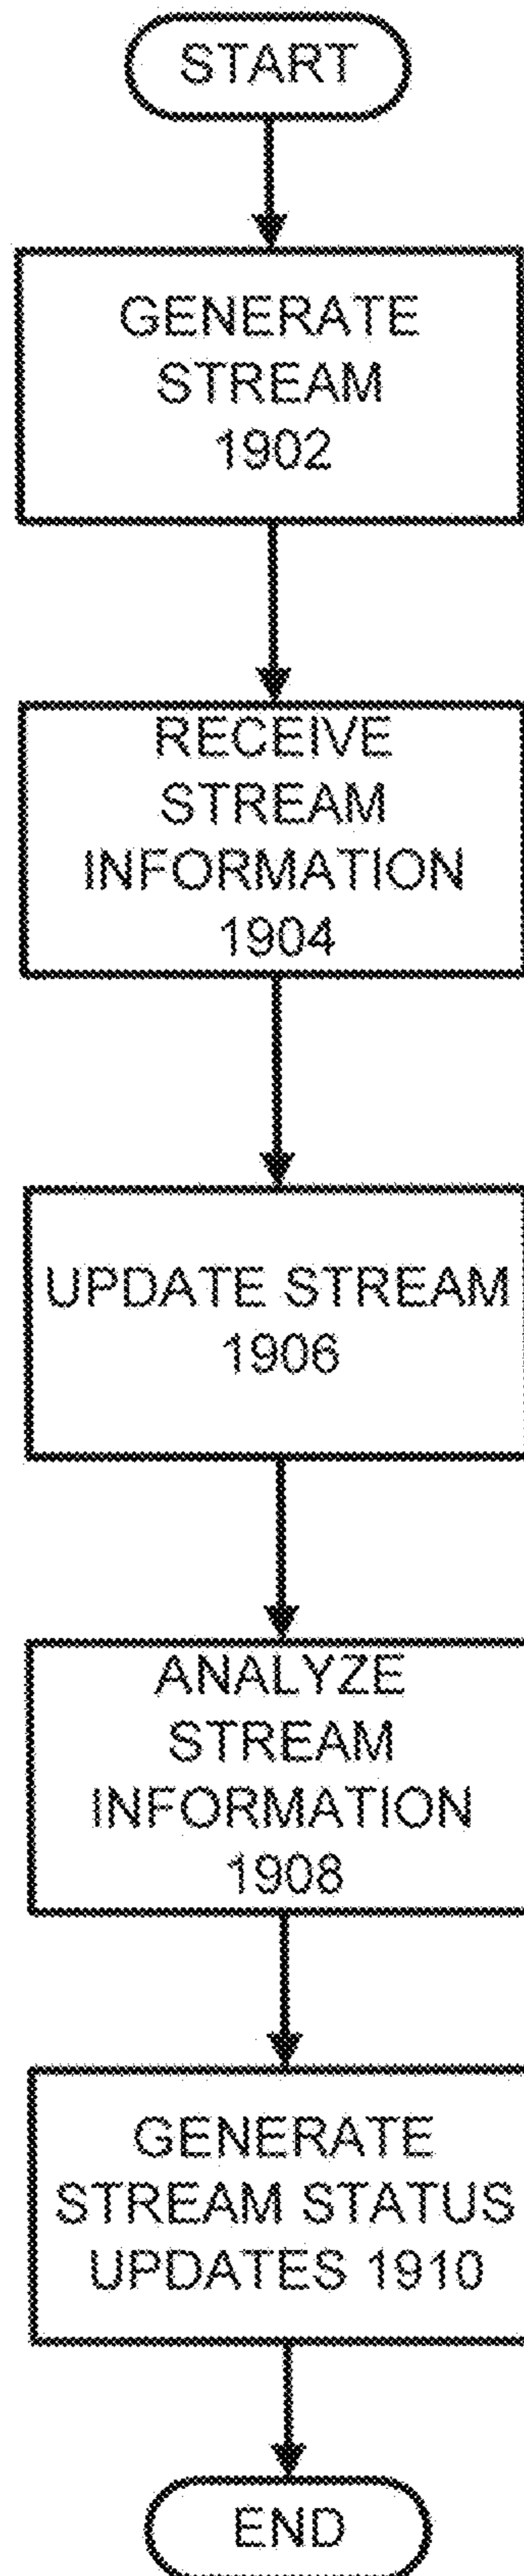 START
GENERATE
STREAM
1902
RECEIVE
STREAM
INFORMATION
1904
UPDATE STREAM
1906
ANALYZE
STREAM
INFORMATION
1908
GENERATE
STREAM STATUS
UPDATES 1910
END